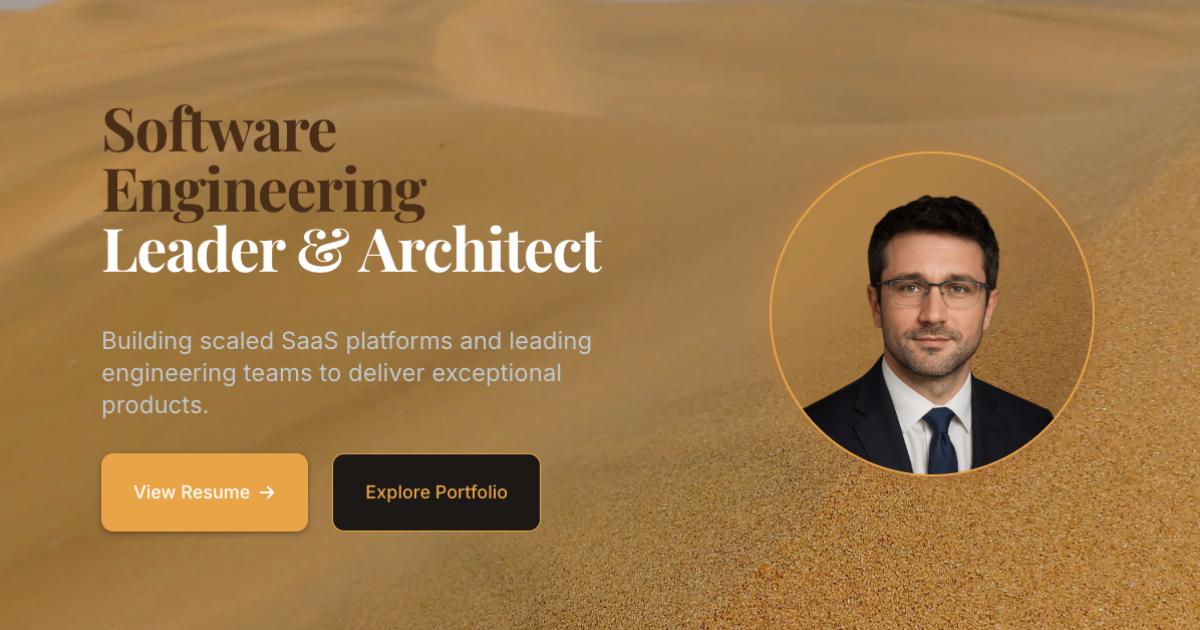 Software
Engineering
Leader & Architect
Building scaled SaaS platforms and leading
engineering teams to deliver exceptional
products.
View Resume →
Explore Portfolio